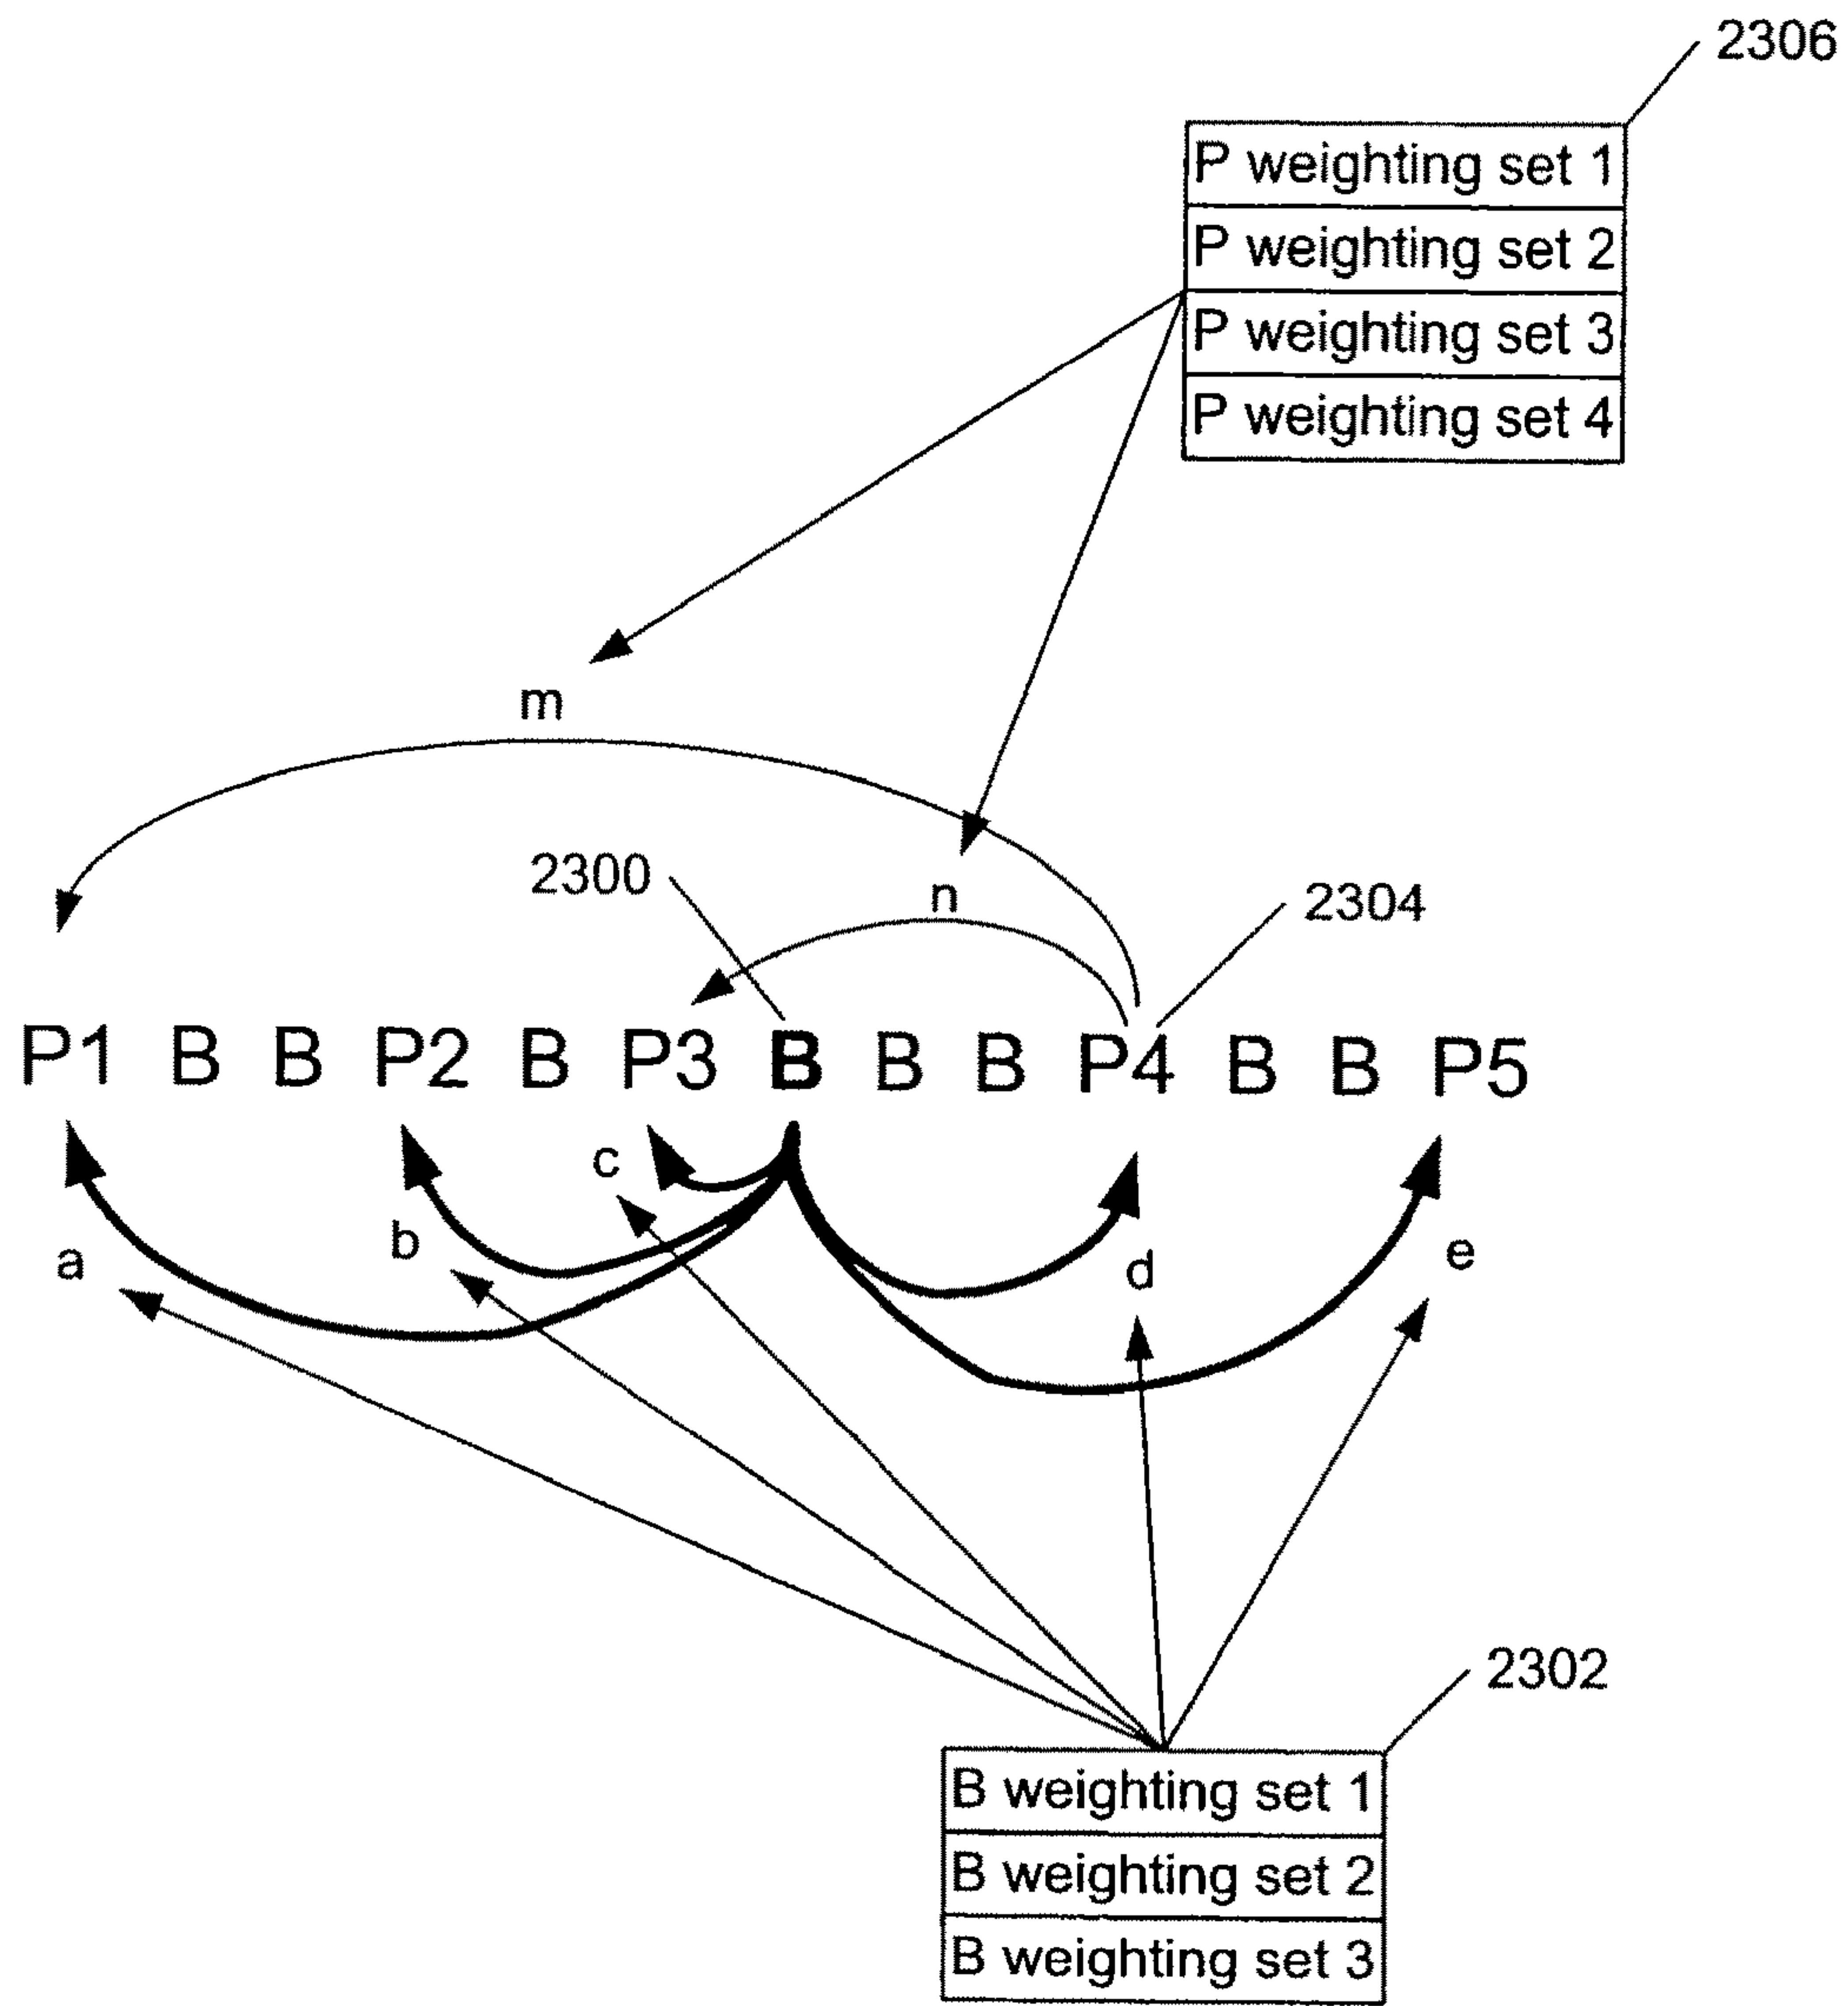 2306
P weighting set 1
P weighting set 2
P weighting set 3
P weighting set 4
m
2300
n
2304
P1 B B P2 B P3 B B B P4 B B P5
c
b
a
d
e
2302
B weighting set 1
B weighting set 2
B weighting set 3